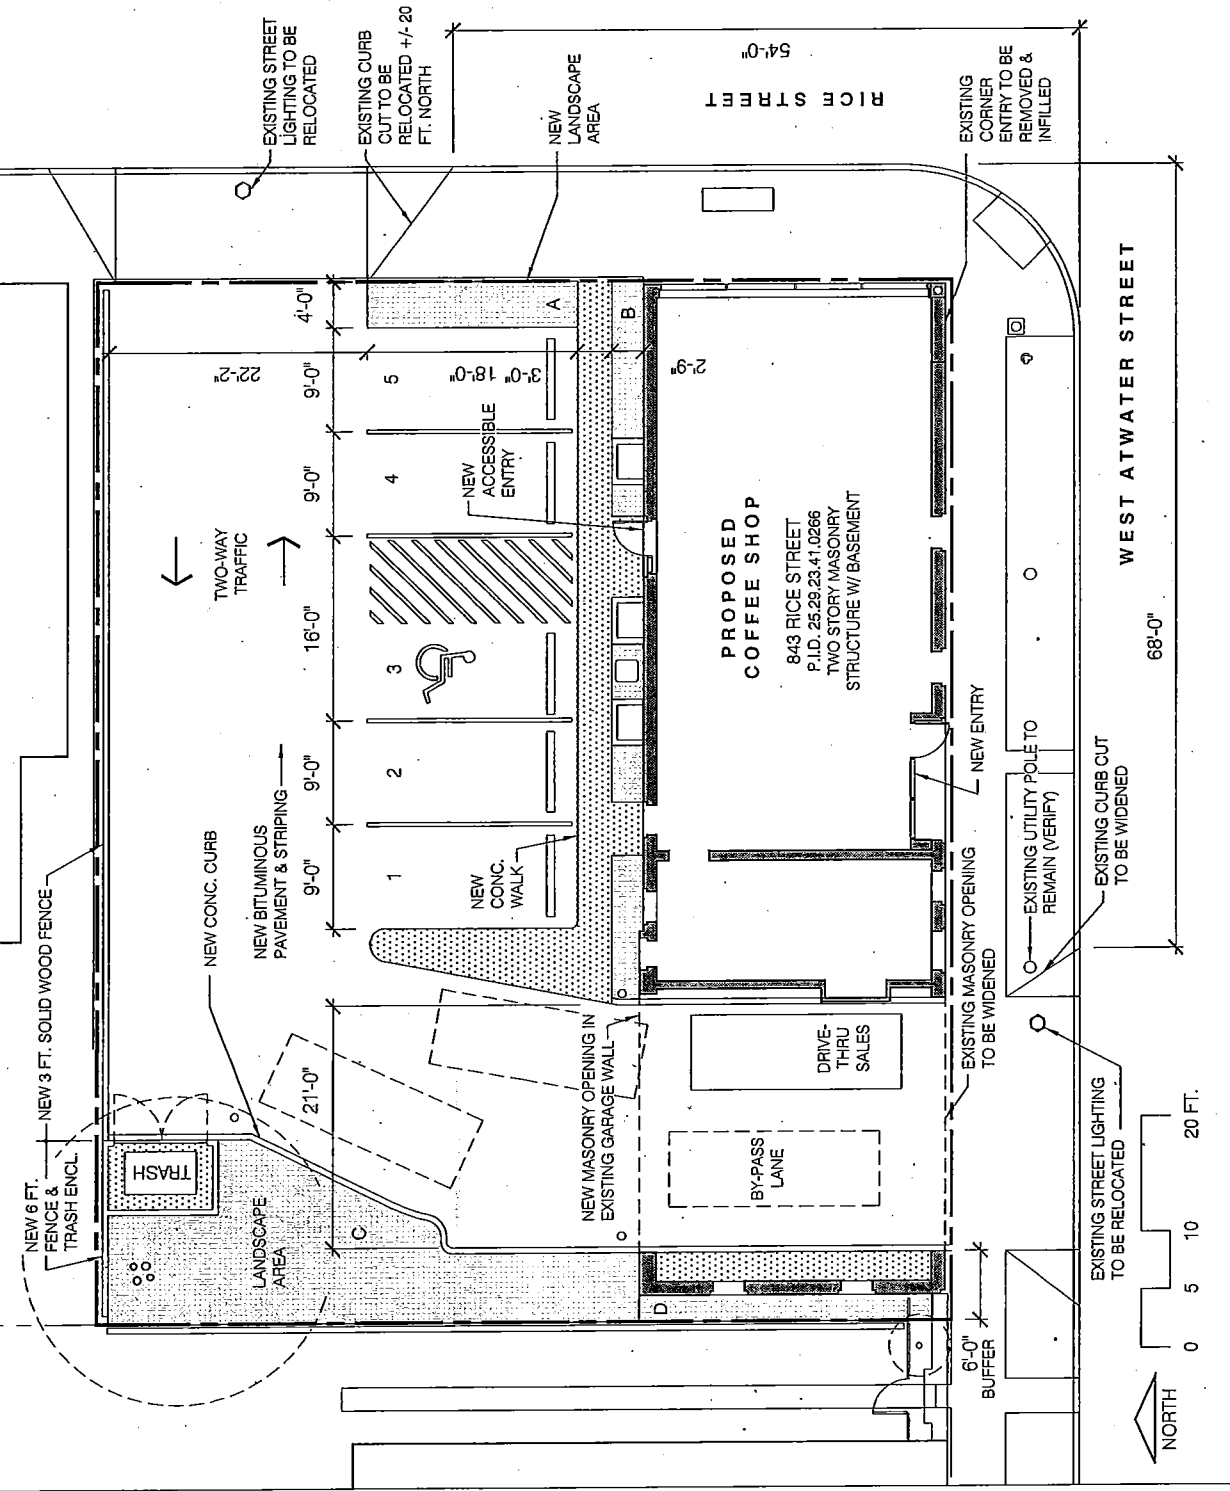 EXISTING STREET
LIGHTING TO BE
RELOCATED
EXISTING CURB
CUT TO BE
RELOCATED +/- 20
FT. NORTH
54'-0"
RICE STREET
NEW
LANDSCAPE
AREA
EXISTING
CORNER
ENTRY TO BE
REMOVED &
INFILLED
4'-0"
A
B
22'-2"
9'-0"
5
18'-0"
3'-0"
2'-9"
9'-0"
4
NEW
ACCESSIBLE
ENTRY
TWO-WAY
TRAFFIC
16'-0"
3
PROPOSED
COFFEE SHOP
843 RICE STREET
P.I.D. 25.29.23.41.0266
TWO STORY MASONRY
STRUCTURE W/ BASEMENT
WEST ATWATER STREET
68'-0"
9'-0"
2
NEW BITUMINOUS
PAVEMENT & STRIPING
NEW CONC. CURB
9'-0"
1
NEW
CONC.
WALK
NEW ENTRY
EXISTING UTILITY POLE TO
REMAIN (VERIFY)
EXISTING CURB CUT
TO BE WIDENED
NEW 3 FT. SOLID WOOD FENCE
NEW 6 FT.
FENCE &
TRASH ENCL.
TRASH
21'-0"
NEW MASONRY OPENING IN
EXISTING GARAGE WALL
DRIVE-
THRU
SALES
EXISTING MASONRY OPENING
TO BE WIDENED
BY-PASS
LANE
LANDSCAPE
AREA
C
D
6'-0"
BUFFER
EXISTING STREET LIGHTING
TO BE RELOCATED
0
5
10
20 FT.
NORTH